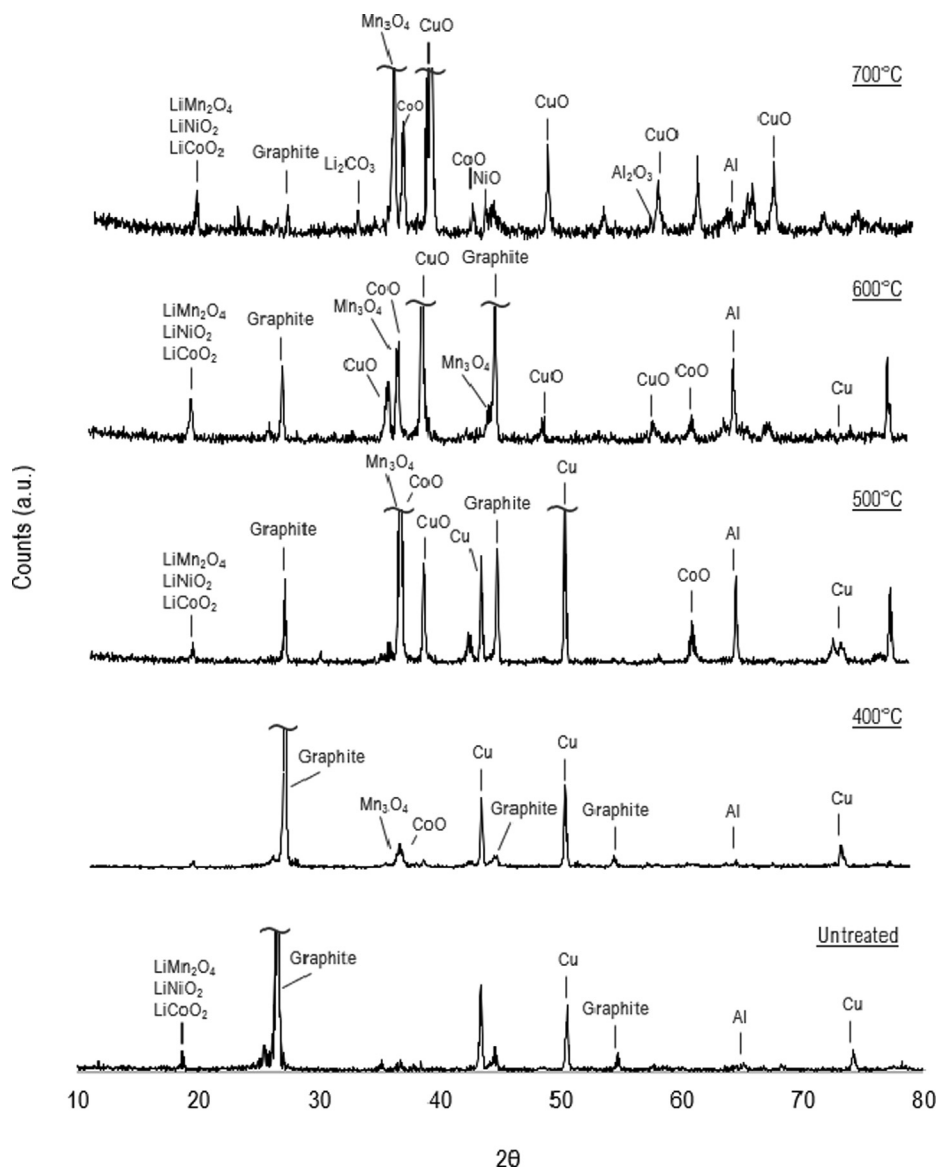 Mn₃O₄
CuO
700°C
LiMn₂O₄
LiNiO₂
LiCoO₂
Graphite
Li₂CO₃
CoO
CoO
NiO
CuO
Al₂O₃
CuO
Al
CuO
600°C
LiMn₂O₄
LiNiO₂
LiCoO₂
Graphite
CuO
Mn₃O₄
CoO
CuO
Mn₃O₄
Graphite
CuO
CuO
CoO
Al
Cu
500°C
LiMn₂O₄
LiNiO₂
LiCoO₂
Graphite
Mn₃O₄
CoO
CuO
Cu
Graphite
Cu
CoO
Al
Cu
400°C
Graphite
Mn₃O₄
CoO
Cu
Graphite
Cu
Graphite
Al
Cu
Untreated
LiMn₂O₄
LiNiO₂
LiCoO₂
Graphite
Cu
Graphite
Al
Cu
Counts (a.u.)
10 20 30 40 50 60 70 80
2θ